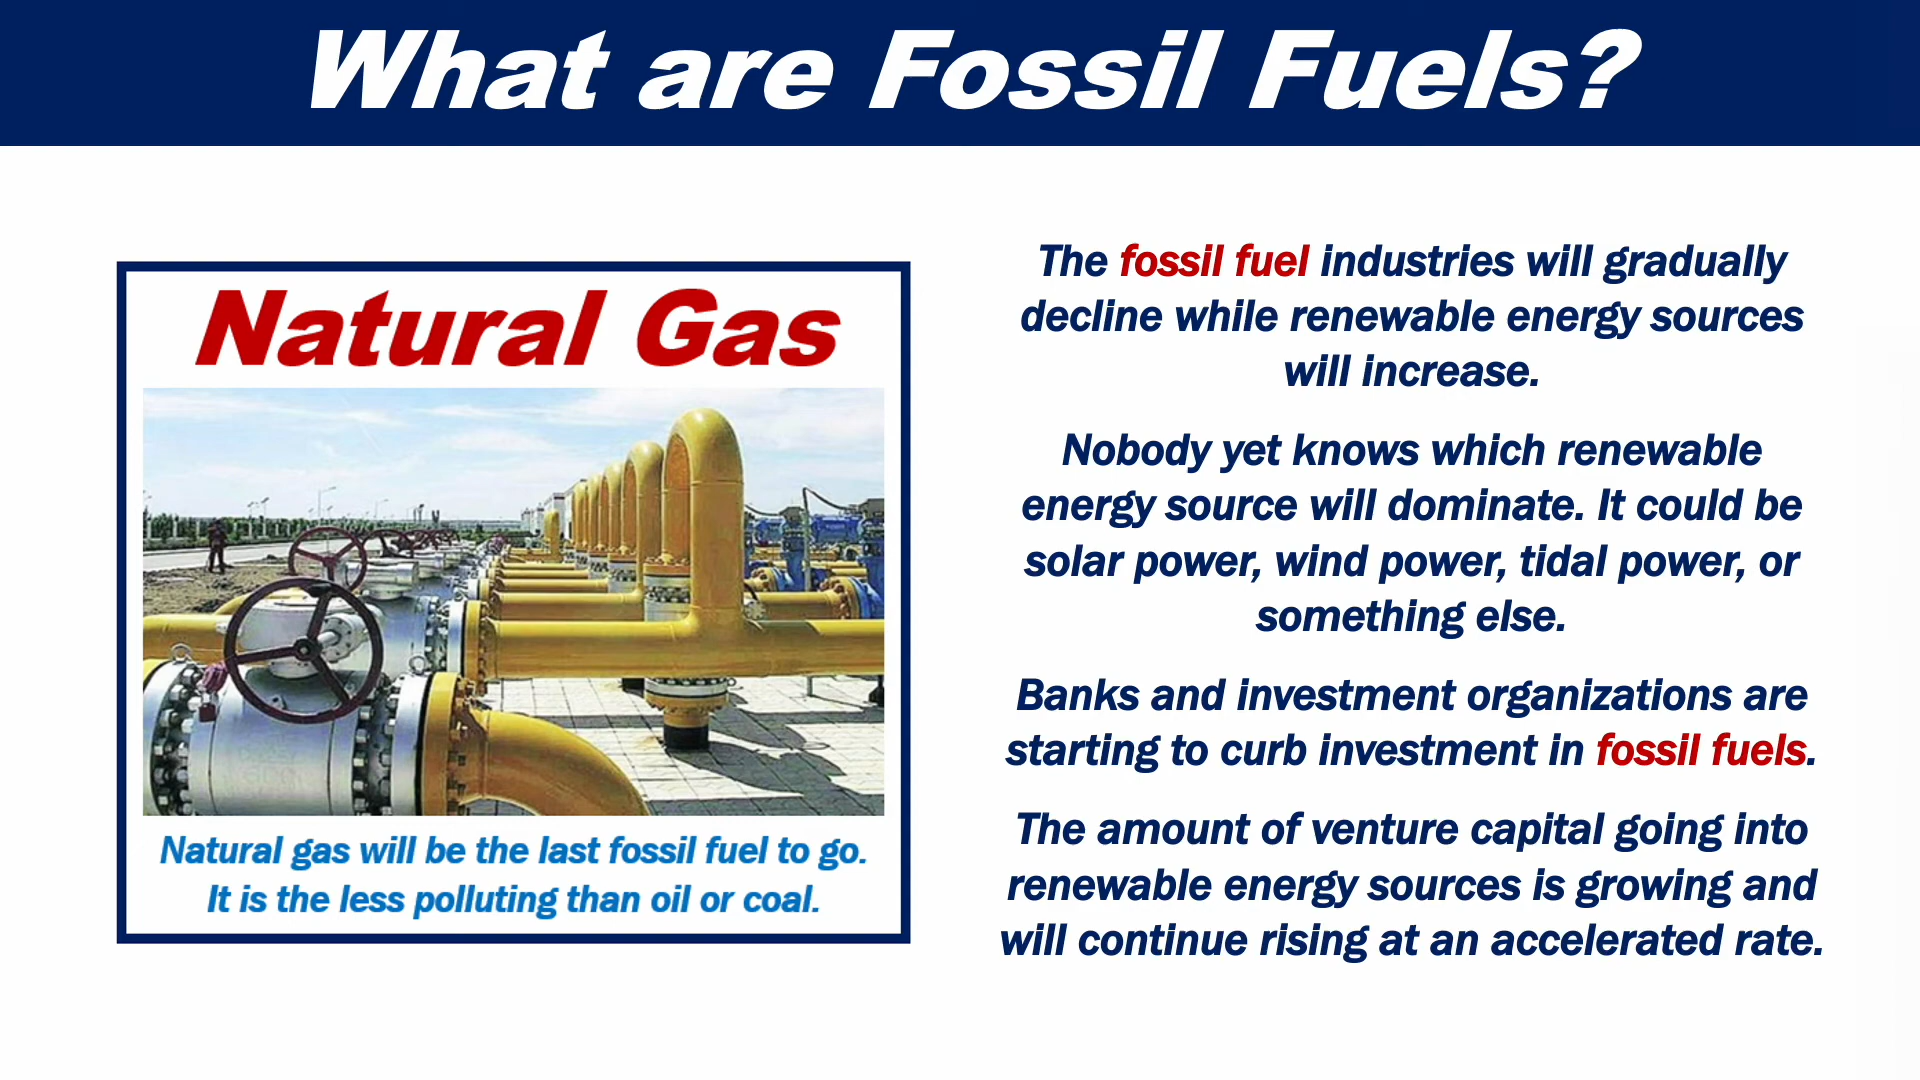 What are Fossil Fuels?
Natural Gas
Natural gas will be the last fossil fuel to go.
It is the less polluting than oil or coal.
The fossil fuel industries will gradually
decline while renewable energy sources
will increase.
Nobody yet knows which renewable
energy source will dominate. It could be
solar power, wind power, tidal power, or
something else.
Banks and investment organizations are
starting to curb investment in fossil fuels.
The amount of venture capital going into
renewable energy sources is growing and
will continue rising at an accelerated rate.